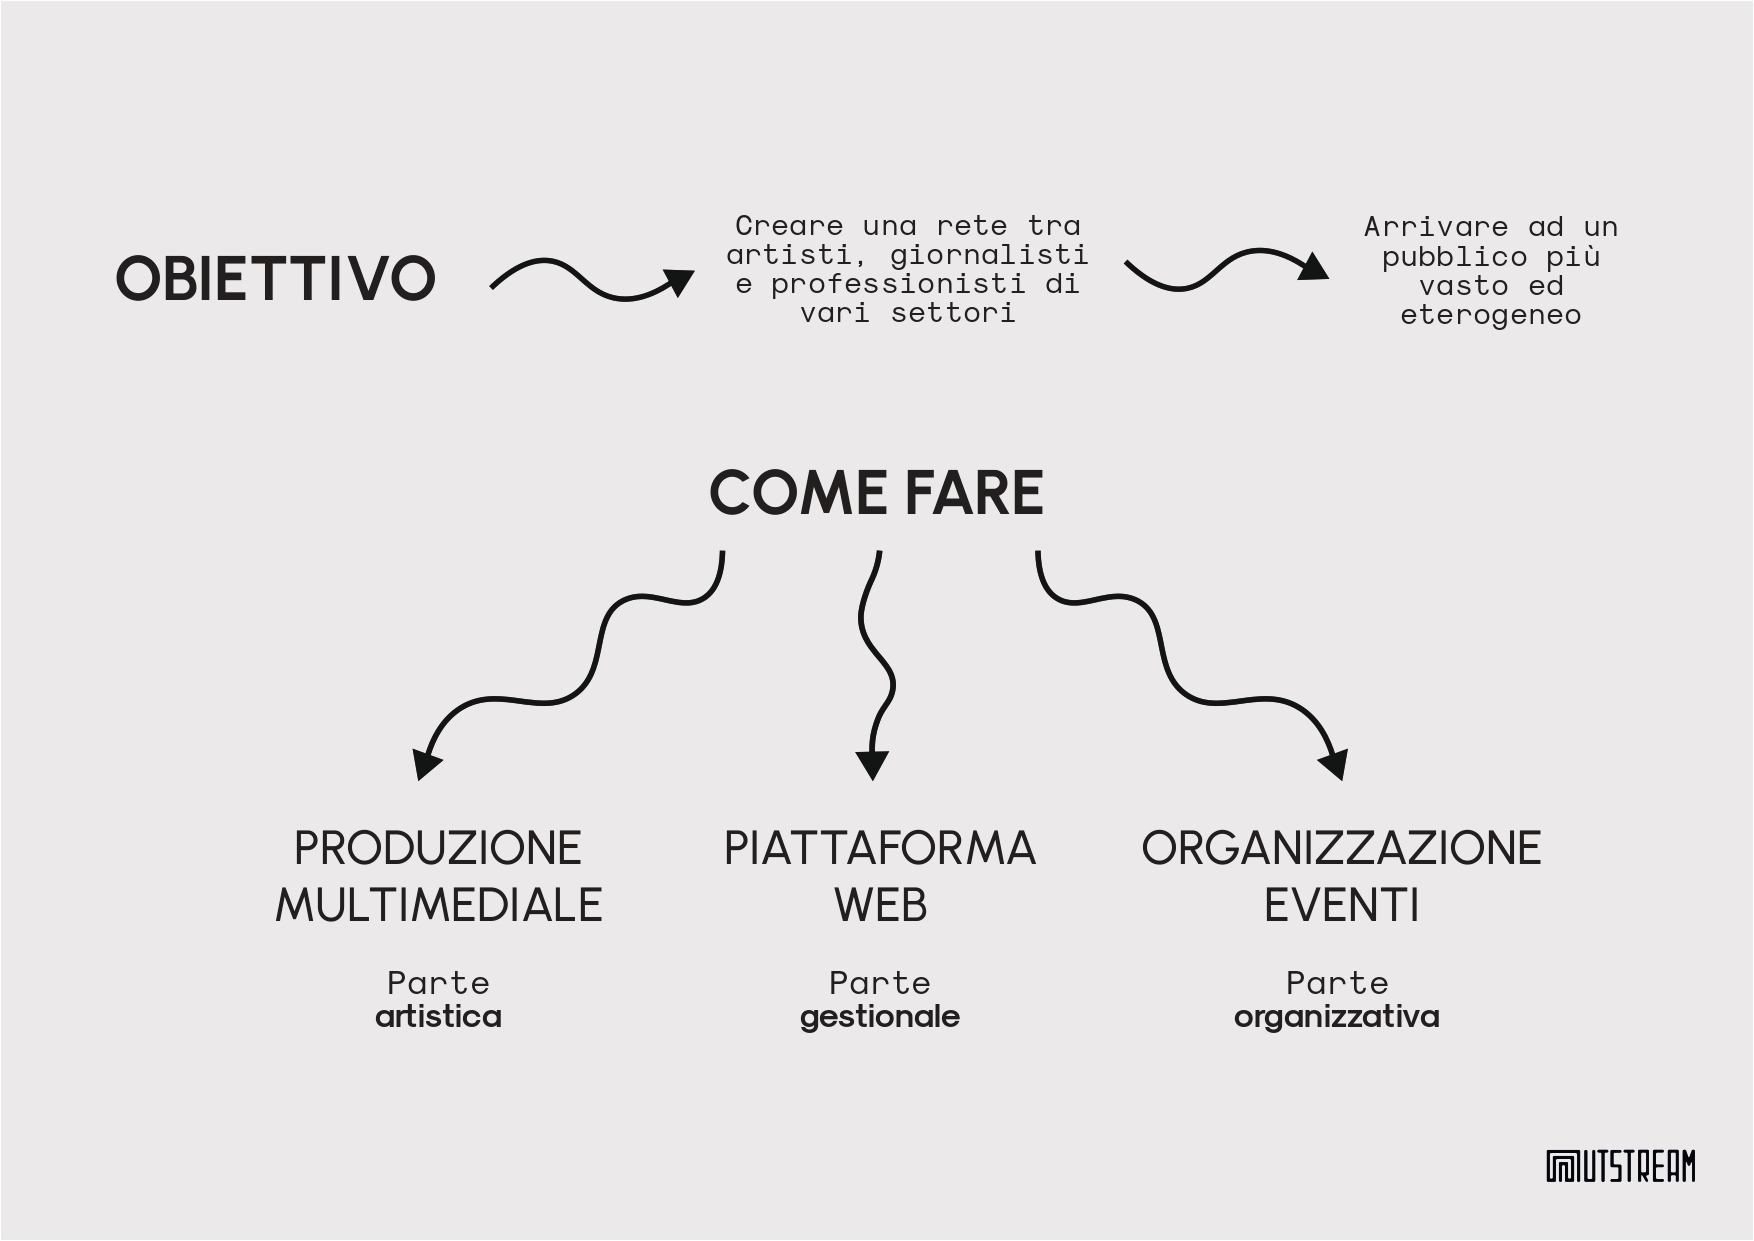 OBIETTIVO
Creare una rete tra
artisti, giornalisti
e professionisti di
vari settori
Arrivare ad un
pubblico più
vasto ed
eterogeneo
COME FARE
PRODUZIONE
MULTIMEDIALE
Parte
artistica
PIATTAFORMA
WEB
Parte
gestionale
ORGANIZZAZIONE
EVENTI
Parte
organizzativa
OUTSTREAM